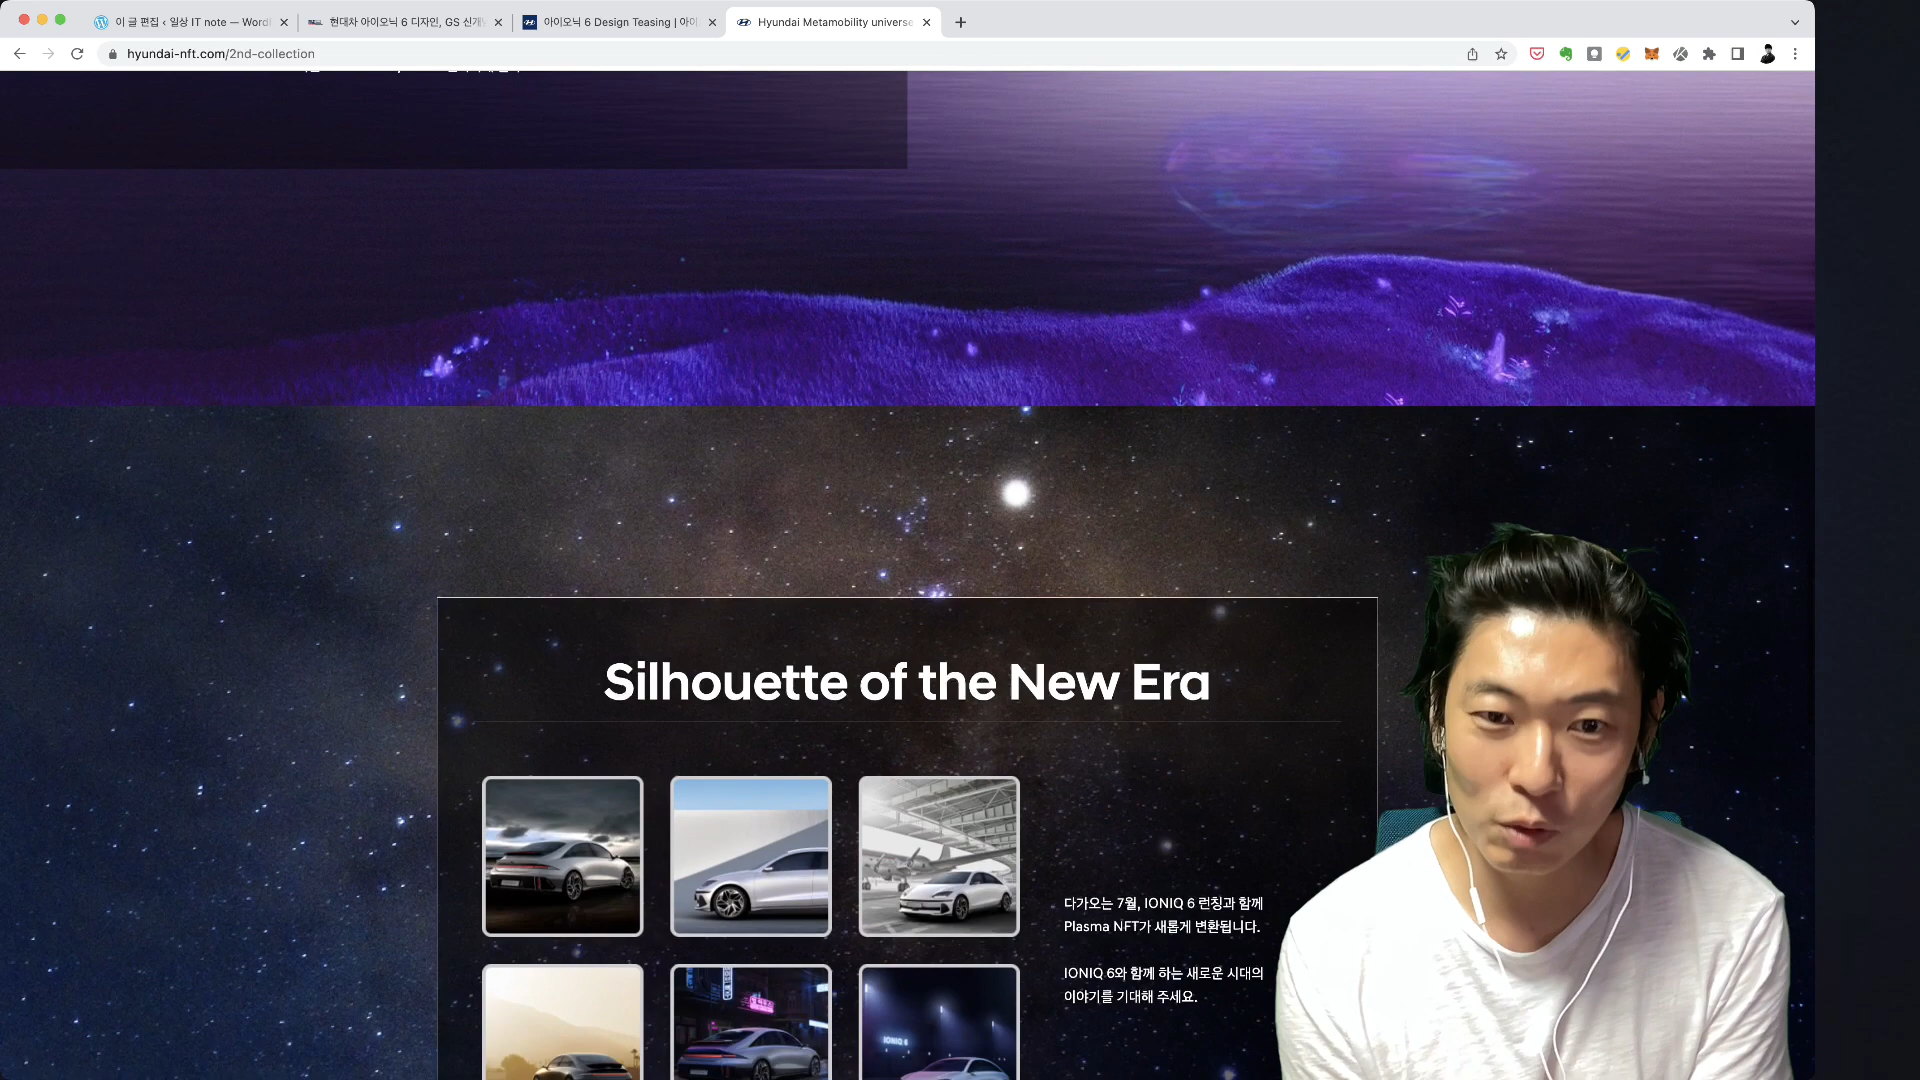 이 글 편집 ‹ 일상 IT note — Word
현대차 아이오닉 6 디자인, GS 신개
아이오닉 6 Design Teasing | 아이
Hyundai Metamobility universe
hyundai-nft.com/2nd-collection
Silhouette of the New Era
다가오는 7월, IONIQ 6 런칭과 함께
Plasma NFT가 새롭게 변환됩니다.
IONIQ 6와 함께 하는 새로운 시대의
이야기를 기대해 주세요.
IONIQ 6